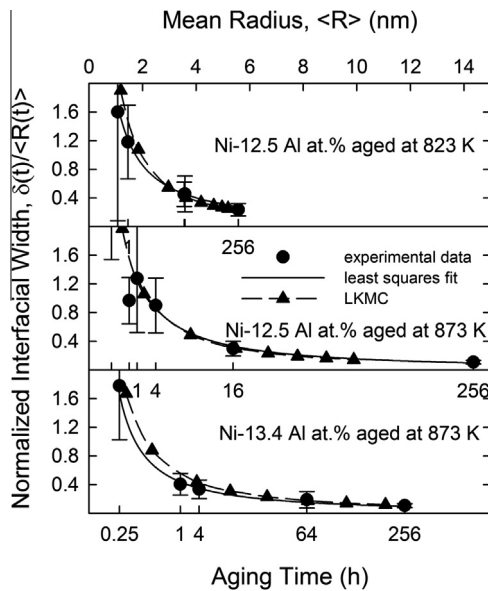 Mean Radius, <R> (nm)
0 2 4 6 8 10 12 14
Normalized Interfacial Width, δ(t)/<R(t)>
1.6
1.2
0.8
0.4
Ni-12.5 Al at.% aged at 823 K
1 256
1.6
1.2
0.8
0.4
experimental data
least squares fit
LKMC
Ni-12.5 Al at.% aged at 873 K
1 4 16 256
1.6
1.2
0.8
0.4
Ni-13.4 Al at.% aged at 873 K
0.25 1 4 64 256
Aging Time (h)